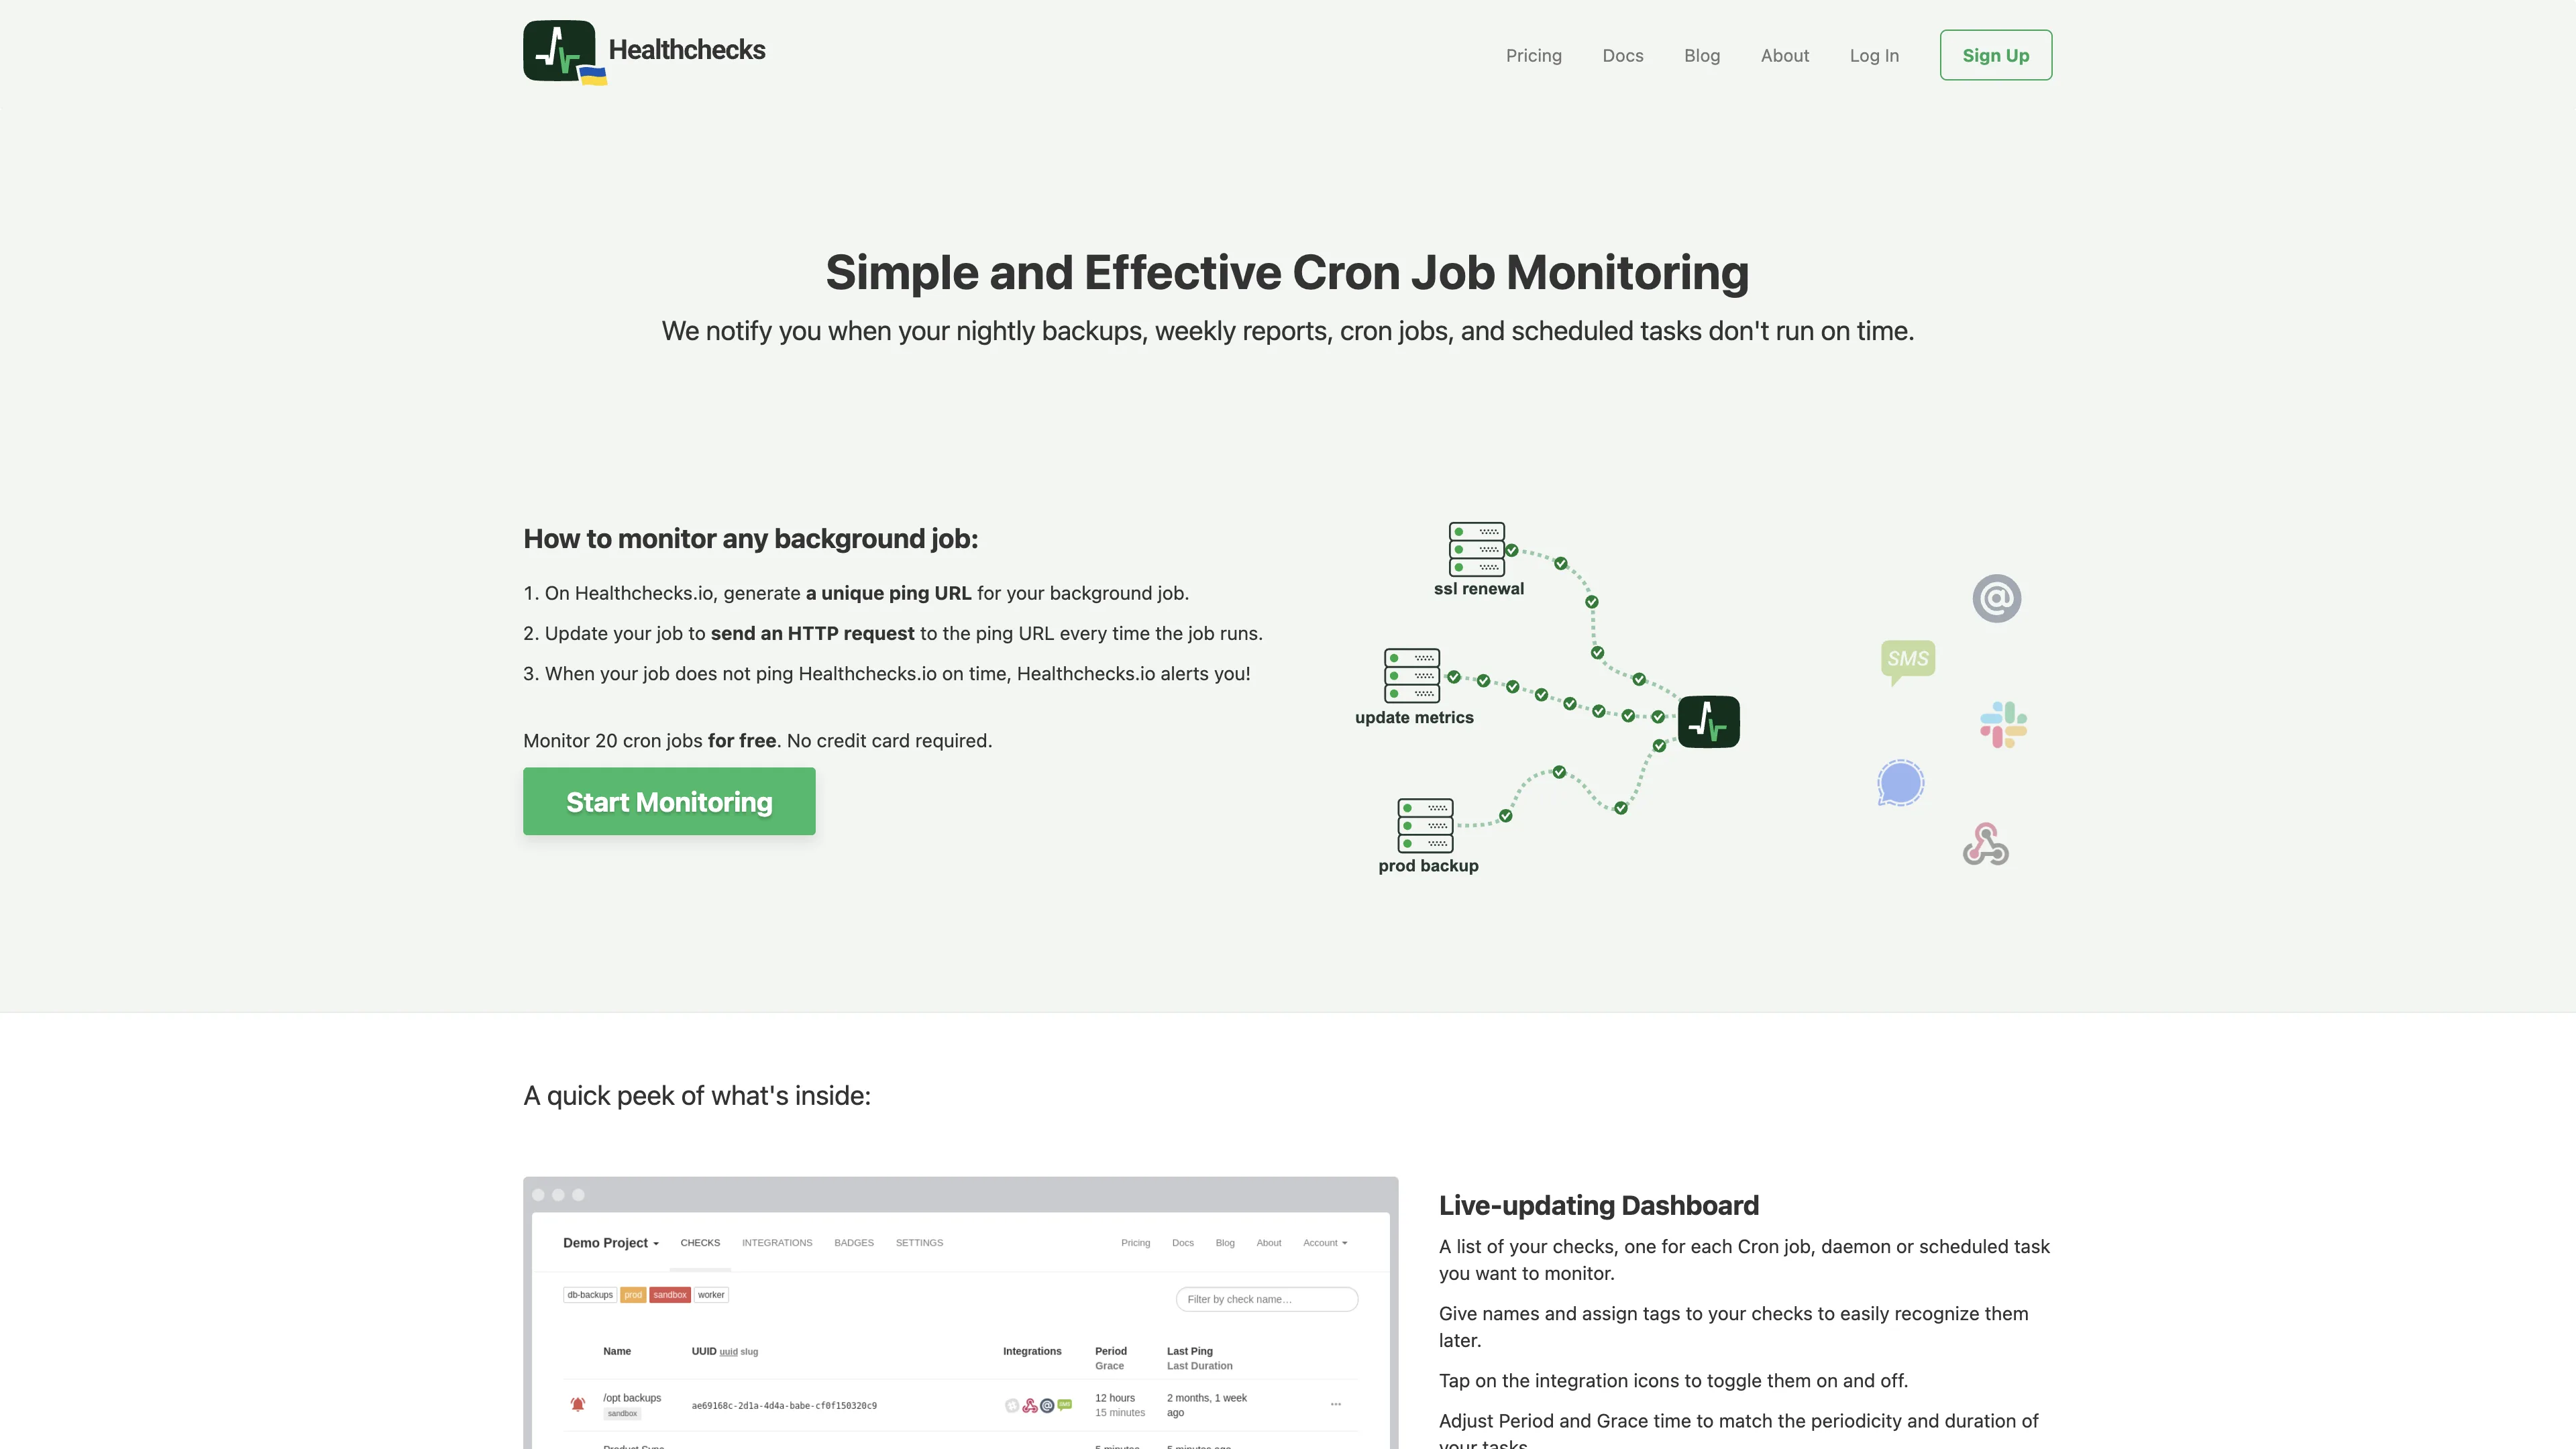 Healthchecks
Pricing
Docs
Blog
About
Log In
Sign Up
Simple and Effective Cron Job Monitoring
We notify you when your nightly backups, weekly reports, cron jobs, and scheduled tasks don't run on time.
How to monitor any background job:
1. On Healthchecks.io, generate a unique ping URL for your background job.
2. Update your job to send an HTTP request to the ping URL every time the job runs.
3. When your job does not ping Healthchecks.io on time, Healthchecks.io alerts you!
Monitor 20 cron jobs for free. No credit card required.
Start Monitoring
ssl renewal
update metrics
prod backup
SMS
A quick peek of what's inside:
Demo Project
CHECKS
INTEGRATIONS
BADGES
SETTINGS
Pricing
Docs
Blog
About
Account
db-backups
prod
sandbox
worker
Filter by check name…
Name
UUID uuid slug
Integrations
Period
Grace
Last Ping
Last Duration
/opt backups
sandbox
ae69168c-2d1a-4d4a-babe-cf0f150320c9
SMS
12 hours
15 minutes
2 months, 1 week
ago
Live-updating Dashboard
A list of your checks, one for each Cron job, daemon or scheduled task
you want to monitor.
Give names and assign tags to your checks to easily recognize them
later.
Tap on the integration icons to toggle them on and off.
Adjust Period and Grace time to match the periodicity and duration of
your tasks.